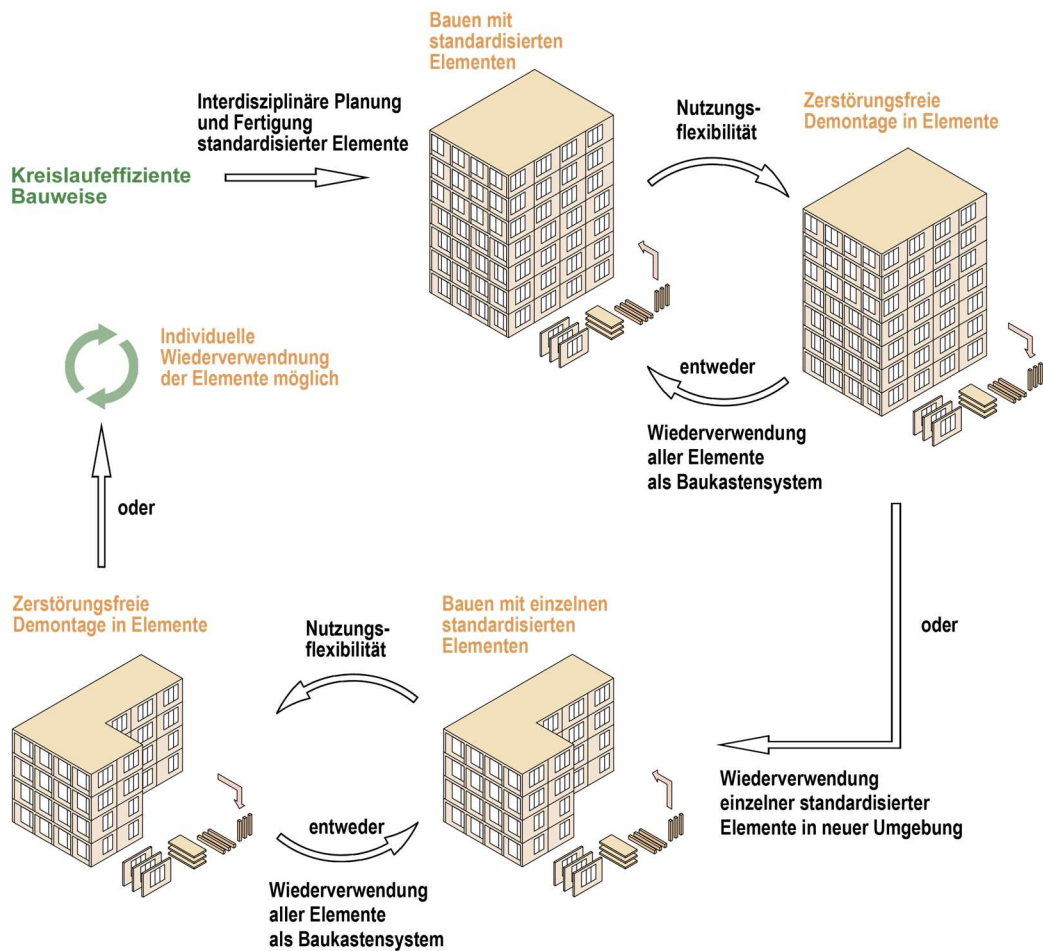 Kreislaufeffiziente
Bauweise
Interdisziplinäre Planung
und Fertigung
standardisierter Elemente
Bauen mit
standardisierten
Elementen
Nutzungs-
flexibilität
Zerstörungsfreie
Demontage in Elemente
entweder
Wiederverwendung
aller Elemente
als Baukastensystem
oder
Wiederverwendung
einzelner standardisierter
Elemente in neuer Umgebung
Bauen mit einzelnen
standardisierten
Elementen
Nutzungs-
flexibilität
Zerstörungsfreie
Demontage in Elemente
entweder
Wiederverwendung
aller Elemente
als Baukastensystem
oder
Individuelle
Wiederverwendnung
der Elemente möglich